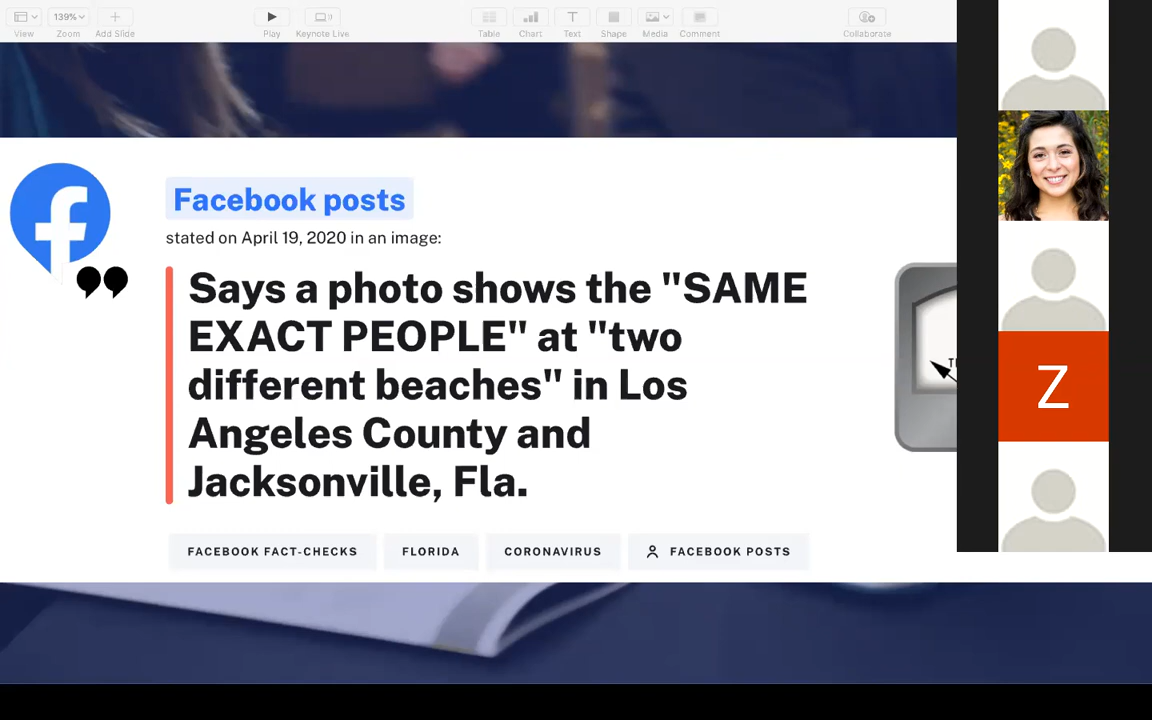 139%
View
Zoom
Add Slide
Play
Keynote Live
Table
Chart
Text
Shape
Media
Comment
Collaborate
Facebook posts
stated on April 19, 2020 in an image:
Says a photo shows the "SAME
EXACT PEOPLE" at "two
different beaches" in Los
Angeles County and
Jacksonville, Fla.
FACEBOOK FACT-CHECKS
FLORIDA
CORONAVIRUS
FACEBOOK POSTS
Z